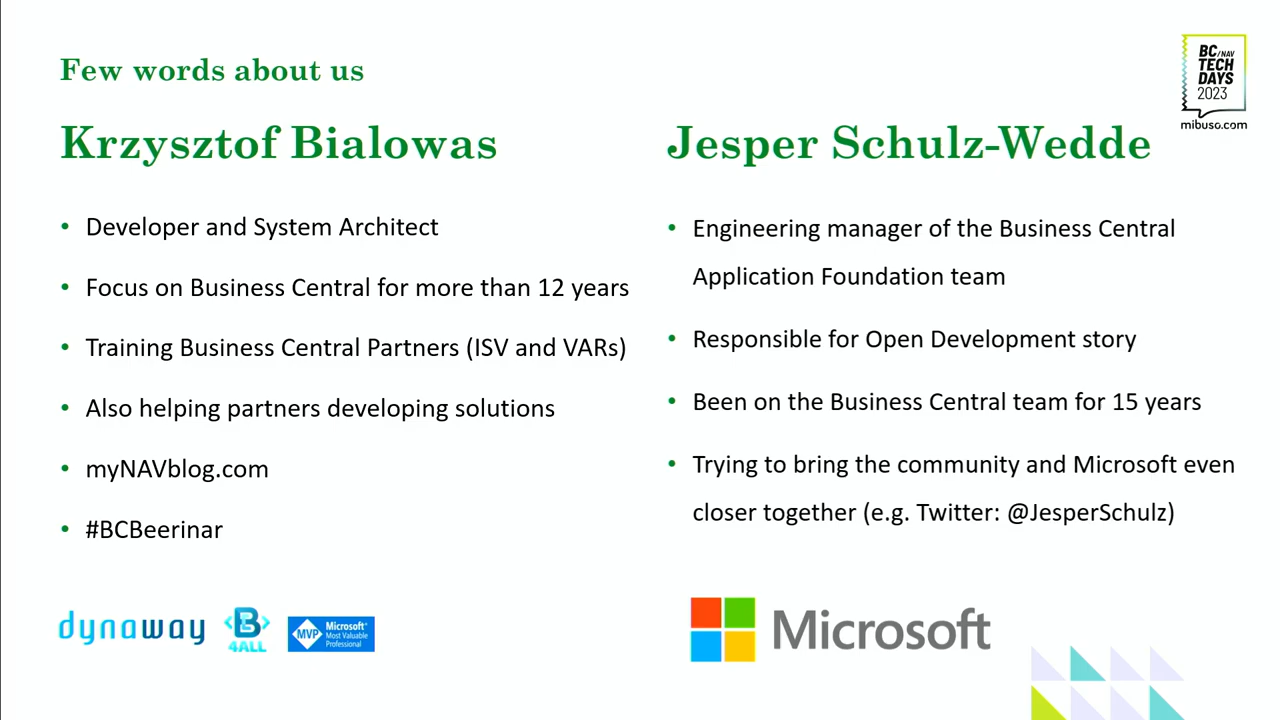 Few words about us
BC/NAV
TECH
DAYS
2023
mibuso.com
Krzysztof Bialowas
• Developer and System Architect
• Focus on Business Central for more than 12 years
• Training Business Central Partners (ISV and VARs)
• Also helping partners developing solutions
• myNAVblog.com
• #BCBeerinar
dynaway
B
4ALL
MVP
Microsoft
Most Valuable
Professional
Jesper Schulz-Wedde
• Engineering manager of the Business Central
Application Foundation team
• Responsible for Open Development story
• Been on the Business Central team for 15 years
• Trying to bring the community and Microsoft even
closer together (e.g. Twitter: @JesperSchulz)
Microsoft